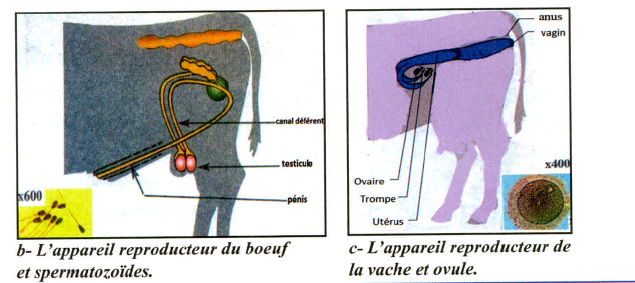 canal déférent
testicule
pénis
x600
b- L'appareil reproducteur du boeuf
et spermatozoïdes.
anus
vagin
x400
Ovaire
Trompe
Utérus
c- L'appareil reproducteur de
la vache et ovule.